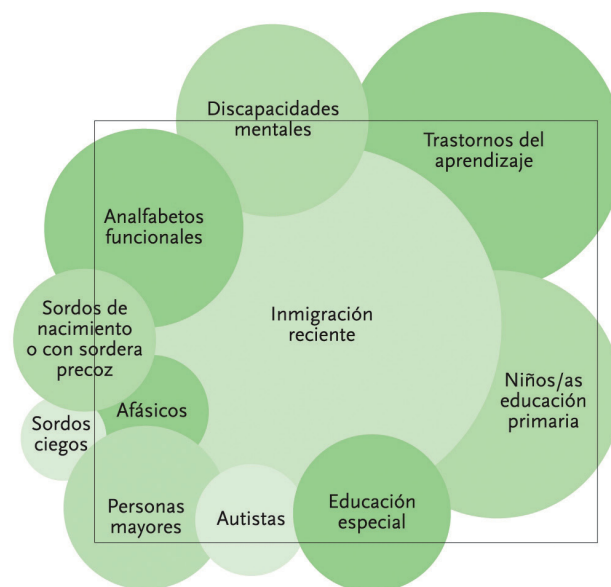 Discapacidades
mentales
Trastornos del
aprendizaje
Analfabetos
funcionales
Inmigración
reciente
Sordos de
nacimiento
o con sordera
precoz
Niños/as
educación
primaria
Afásicos
Sordos
ciegos
Personas
mayores
Autistas
Educación
especial